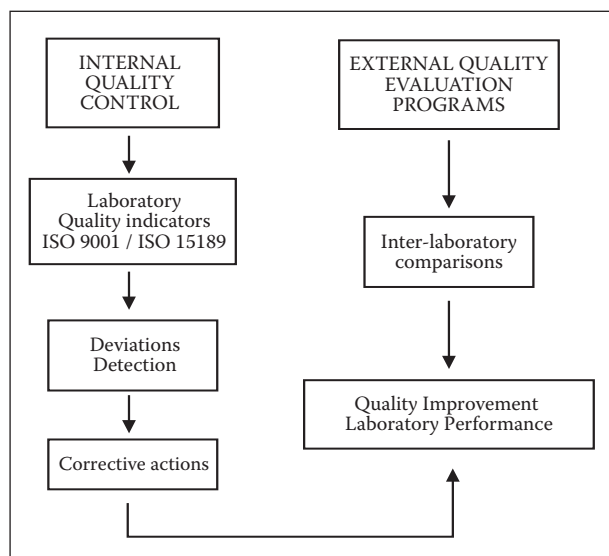 INTERNAL
QUALITY
CONTROL
Laboratory
Quality indicators
ISO 9001 / ISO 15189
Deviations
Detection
Corrective actions
EXTERNAL QUALITY
EVALUATION
PROGRAMS
Inter-laboratory
comparisons
Quality Improvement
Laboratory Performance